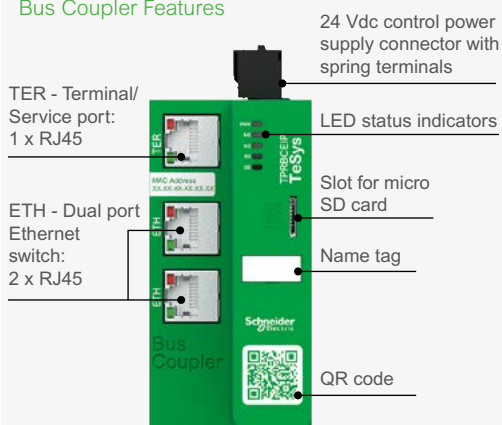 Bus Coupler Features
24 Vdc control power
supply connector with
spring terminals
TER - Terminal/
Service port:
1 x RJ45
LED status indicators
Slot for micro
SD card
ETH - Dual port
Ethernet
switch:
2 x RJ45
Name tag
QR code
TER
MAC Address
XX-XX-XX-XX-XX-XX
ETH
ETH
Bus
Coupler
TPRBCEIP
TeSys
Schneider
Electric